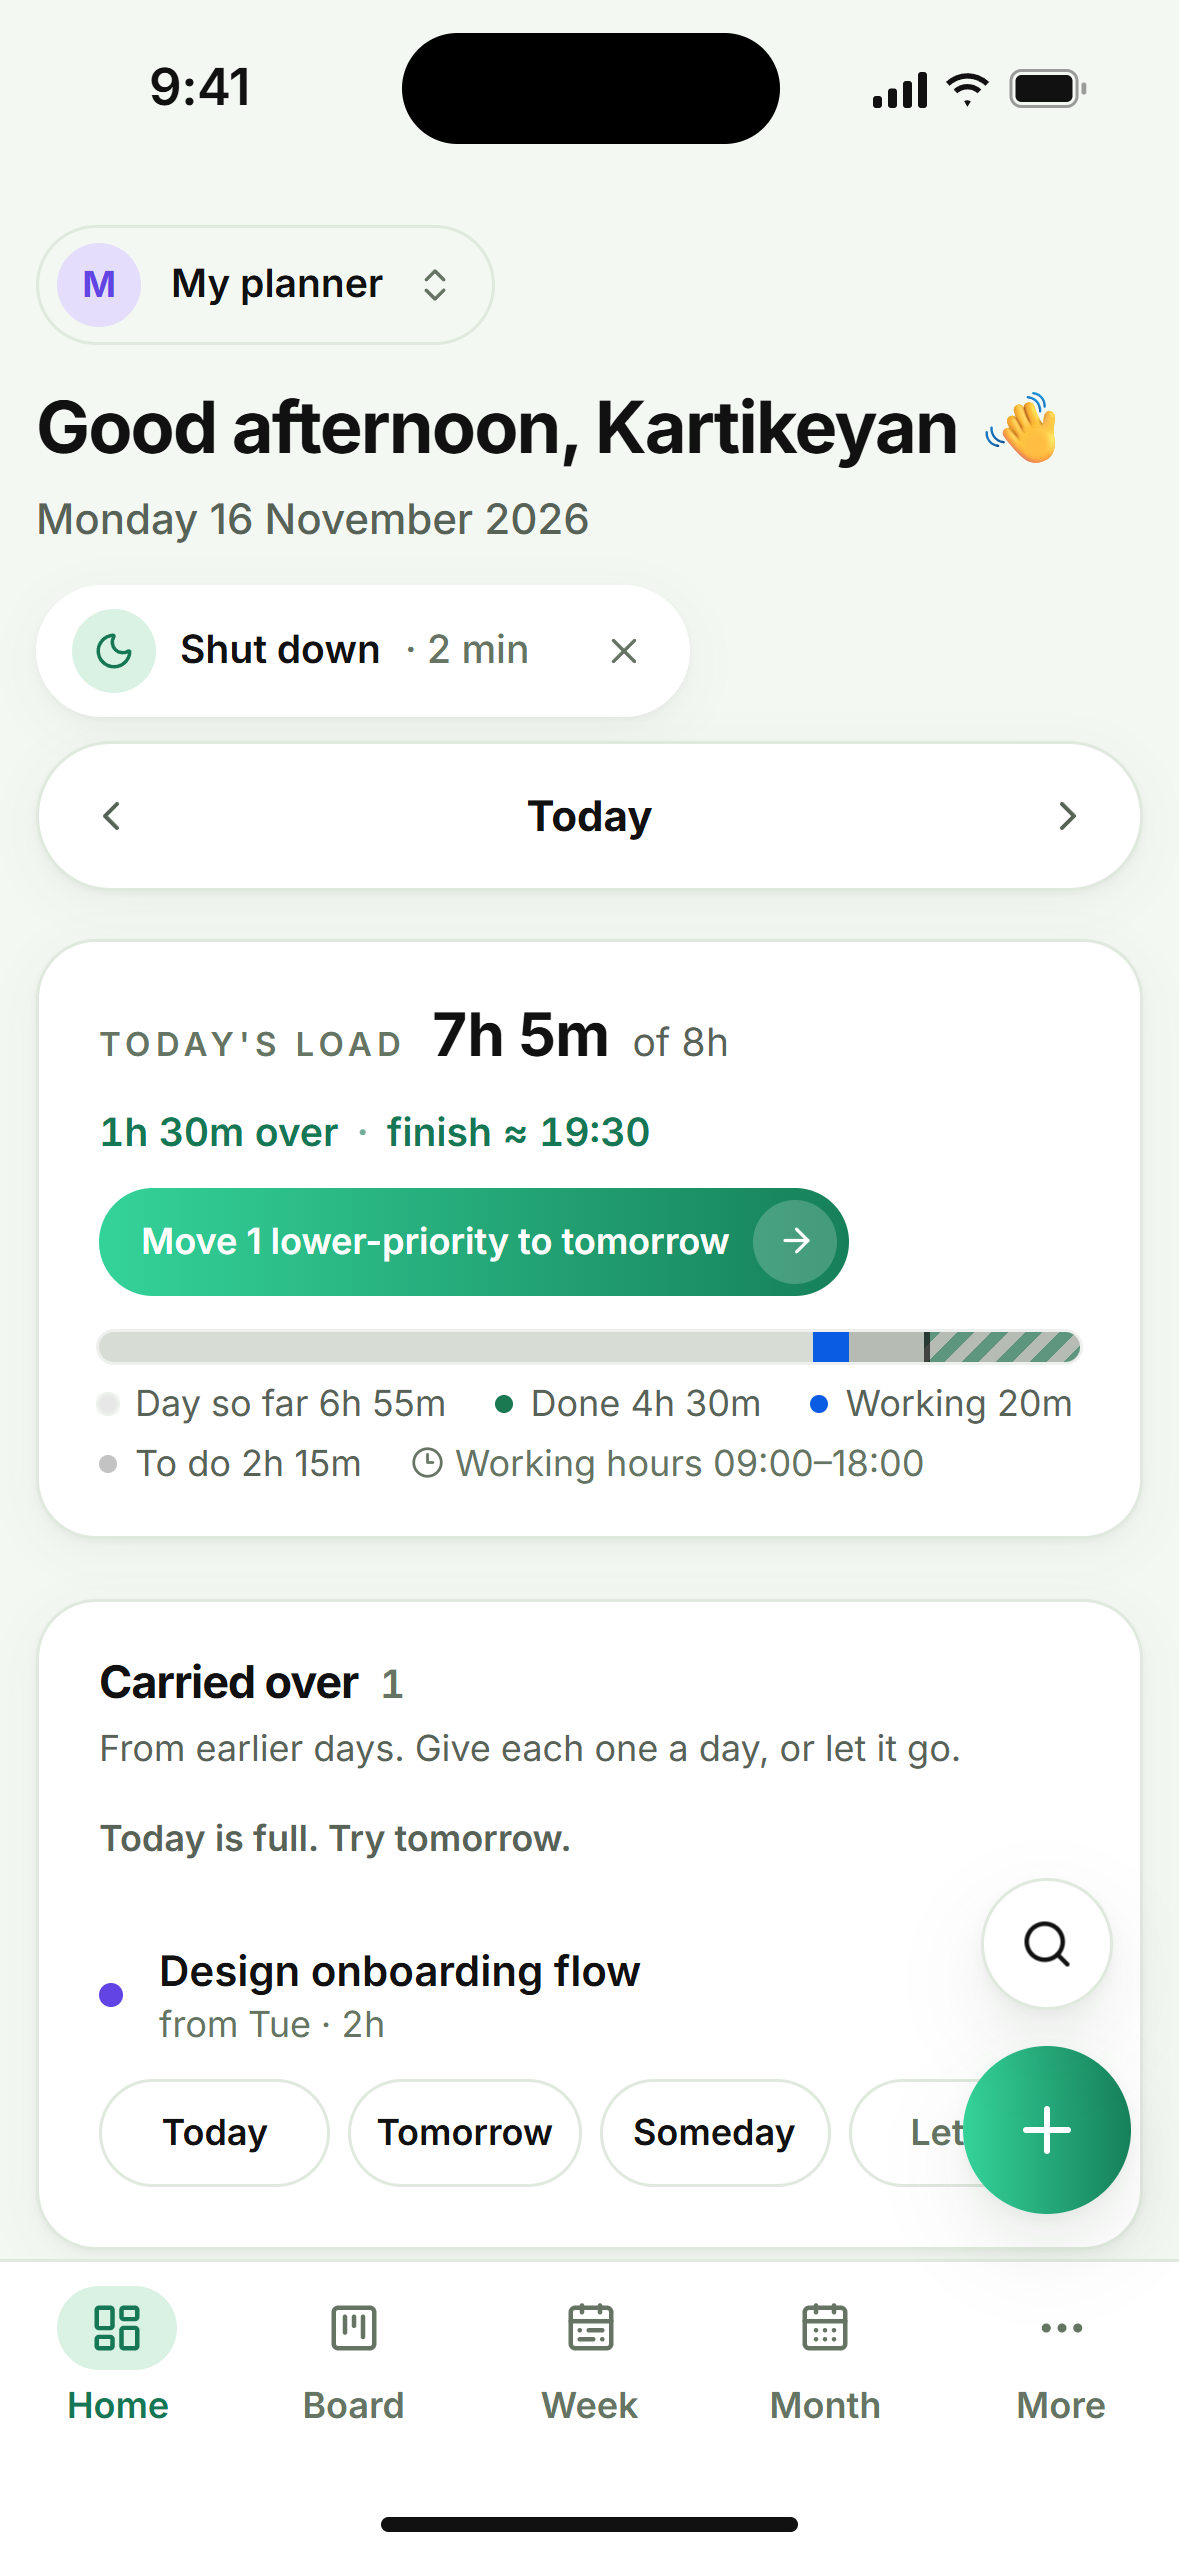 9:41
M My planner
Good afternoon, Kartikeyan 👋
Monday 16 November 2026
Shut down · 2 min
Today
TODAY'S LOAD 7h 5m of 8h
1h 30m over · finish ≈ 19:30
Move 1 lower-priority to tomorrow
Day so far 6h 55m Done 4h 30m Working 20m
To do 2h 15m Working hours 09:00–18:00
Carried over 1
From earlier days. Give each one a day, or let it go.
Today is full. Try tomorrow.
Design onboarding flow
from Tue · 2h
Today Tomorrow Someday Let
Home Board Week Month More